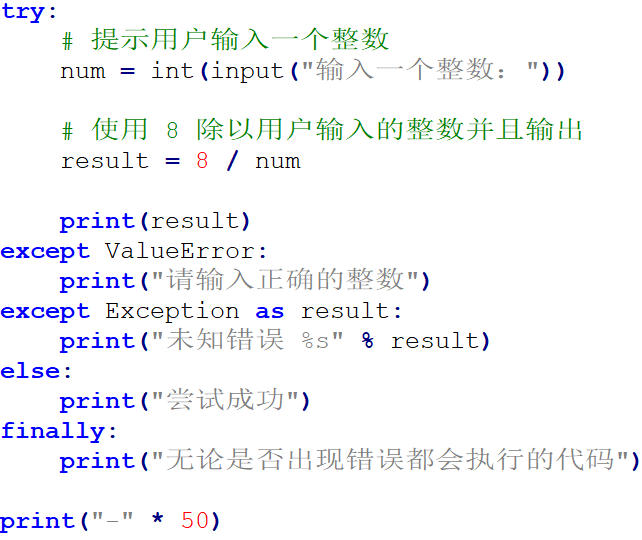 try:
    # 提示用户输入一个整数
    num = int(input("输入一个整数："))
    # 使用 8 除以用户输入的整数并且输出
    result = 8 / num
    print(result)
except ValueError:
    print("请输入正确的整数")
except Exception as result:
    print("未知错误 %s" % result)
else:
    print("尝试成功")
finally:
    print("无论是否出现错误都会执行的代码")
print("-" * 50)